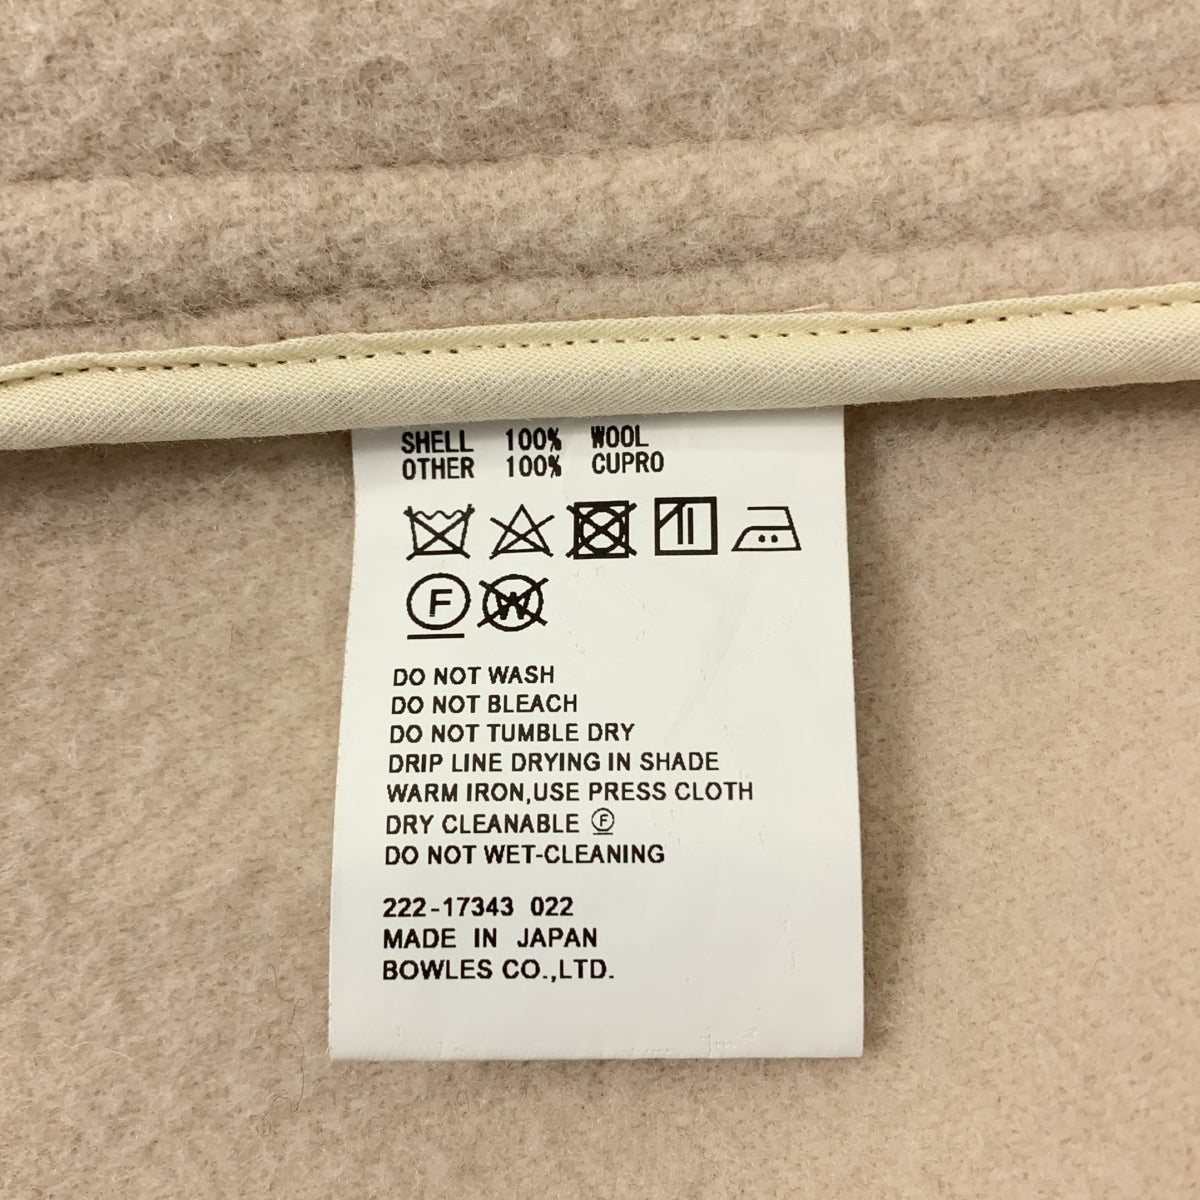 SHELL 100% WOOL
OTHER 100% CUPRO
F W
DO NOT WASH
DO NOT BLEACH
DO NOT TUMBLE DRY
DRIP LINE DRYING IN SHADE
WARM IRON,USE PRESS CLOTH
DRY CLEANABLE Ⓕ
DO NOT WET-CLEANING
222-17343 022
MADE IN JAPAN
BOWLES CO.,LTD.